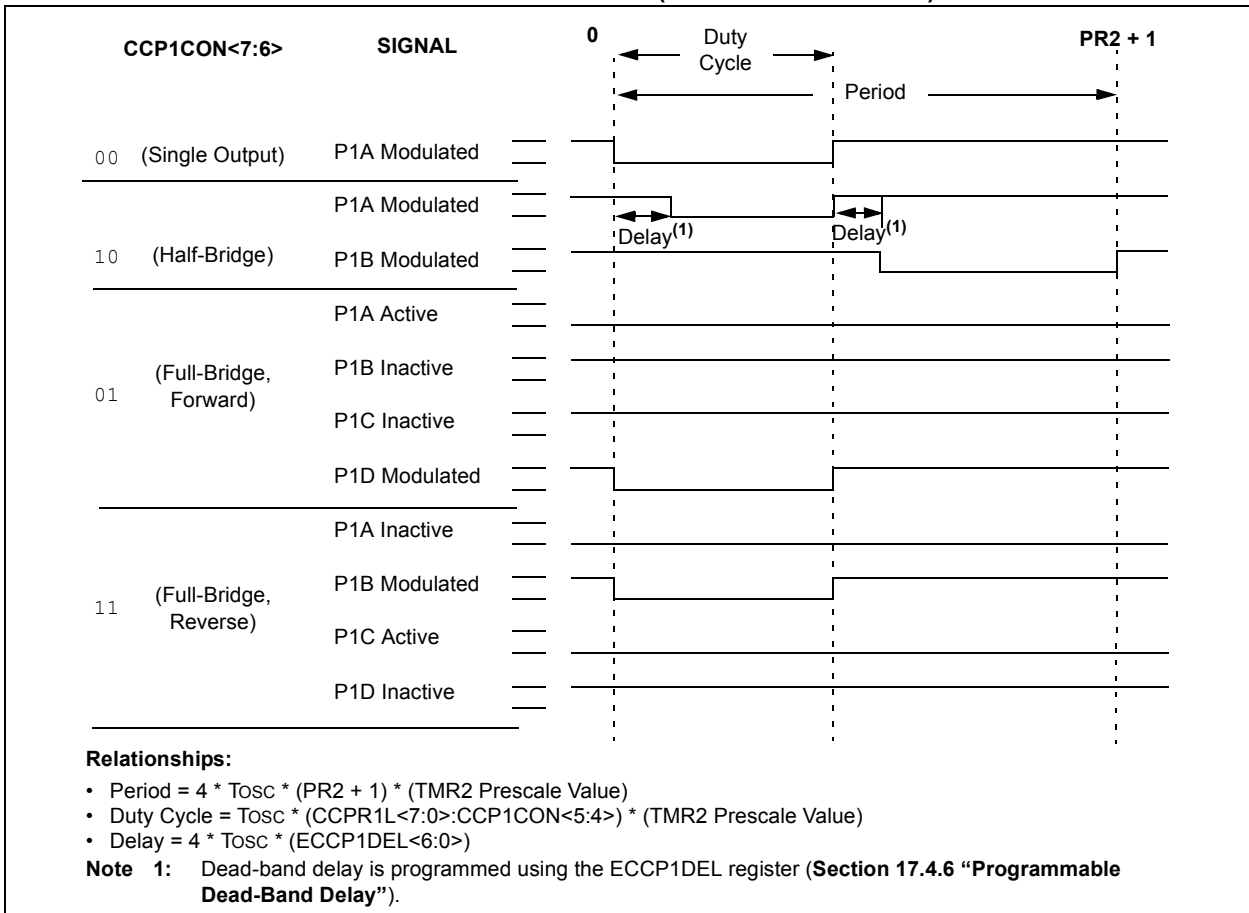 CCP1CON<7:6> SIGNAL 0 Duty Cycle PR2 + 1
Period
00 (Single Output) P1A Modulated
P1A Modulated
Delay(1) Delay(1)
10 (Half-Bridge) P1B Modulated
P1A Active
01 (Full-Bridge, Forward) P1B Inactive
P1C Inactive
P1D Modulated
P1A Inactive
11 (Full-Bridge, Reverse) P1B Modulated
P1C Active
P1D Inactive
Relationships:
• Period = 4 * TOSC * (PR2 + 1) * (TMR2 Prescale Value)
• Duty Cycle = TOSC * (CCPR1L<7:0>:CCP1CON<5:4>) * (TMR2 Prescale Value)
• Delay = 4 * TOSC * (ECCP1DEL<6:0>)
Note 1: Dead-band delay is programmed using the ECCP1DEL register (Section 17.4.6 “Programmable
Dead-Band Delay”).